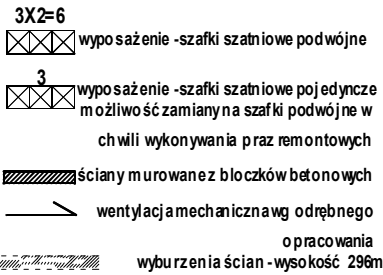 3X2=6
wyposażenie -szafki szatniowe podwójne
3
wyposażenie -szafki szatniowe pojedyncze
możliwość zamiany na szafki podwójne w
chwili wykonywania praz remontowych
ściany murowane z bloczków betonowych
wentylacja mechaniczna wg odrębnego
opracowania
wyburzenia ścian - wysokość 296m